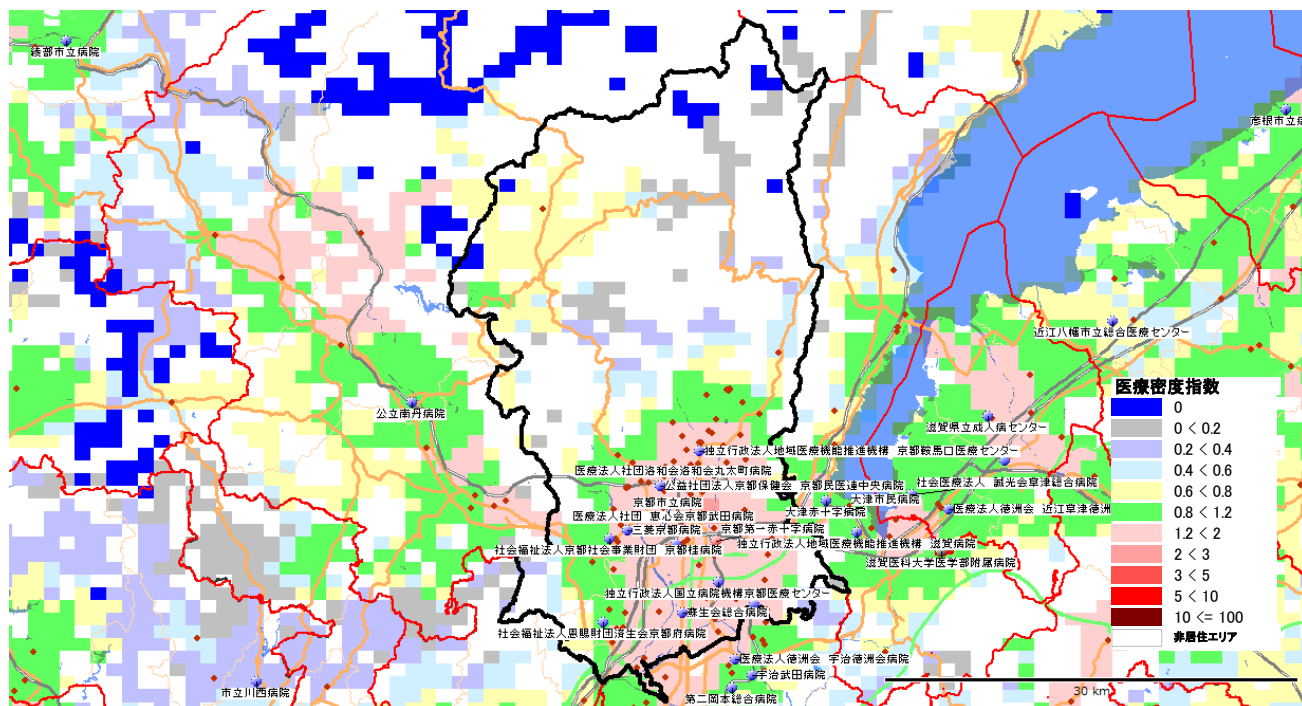 綾部市立病院
彦根市立病
近江八幡市立総合医療センター
医療密度指数
0
0 < 0.2
0.2 < 0.4
0.4 < 0.6
0.6 < 0.8
0.8 < 1.2
1.2 < 2
2 < 3
3 < 5
5 < 10
10 <= 100
非居住エリア
公立南丹病院
滋賀県立成人病センター
独立行政法人地域医療機能推進機構 京都鞍馬口医療センター
医療法人社団洛和会洛和会丸太町病院
公益社団法人京都保健会 京都民医連中央病院
社会医療法人 誠光会草津総合病院
京都市立病院
大津市民病院
大津赤十字病院
医療法人徳洲会 近江草津徳洲
医療法人社団 恵心会京都武田病院
三菱京都病院
京都第一赤十字病院
社会福祉法人京都社会事業財団 京都桂病院
独立行政法人地域医療機能推進機構 滋賀病院
滋賀医科大学医学部附属病院
独立行政法人国立病院機構京都医療センター
蘇生会総合病院
社会福祉法人恩賜財団済生会京都府病院
医療法人徳洲会 宇治徳洲会病院
宇治武田病院
市立川西病院
第二岡本総合病院
30 km